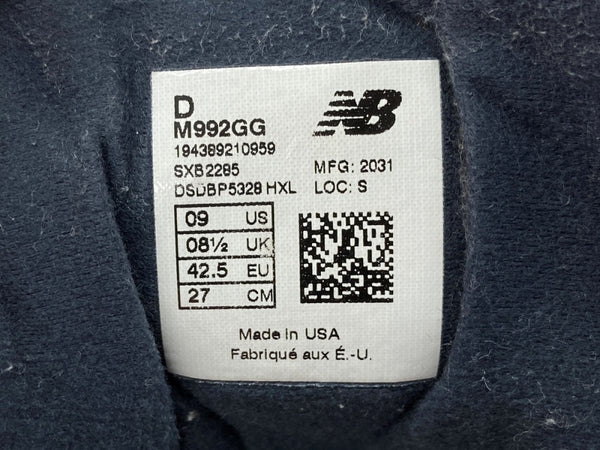 D
M992GG
NB
194389210959
SXB2285
MFG: 2031
DSDBP5328 HXL
LOC: S
09 US
08½ UK
42.5 EU
27 CM
Made in USA
Fabriqué aux É.-U.